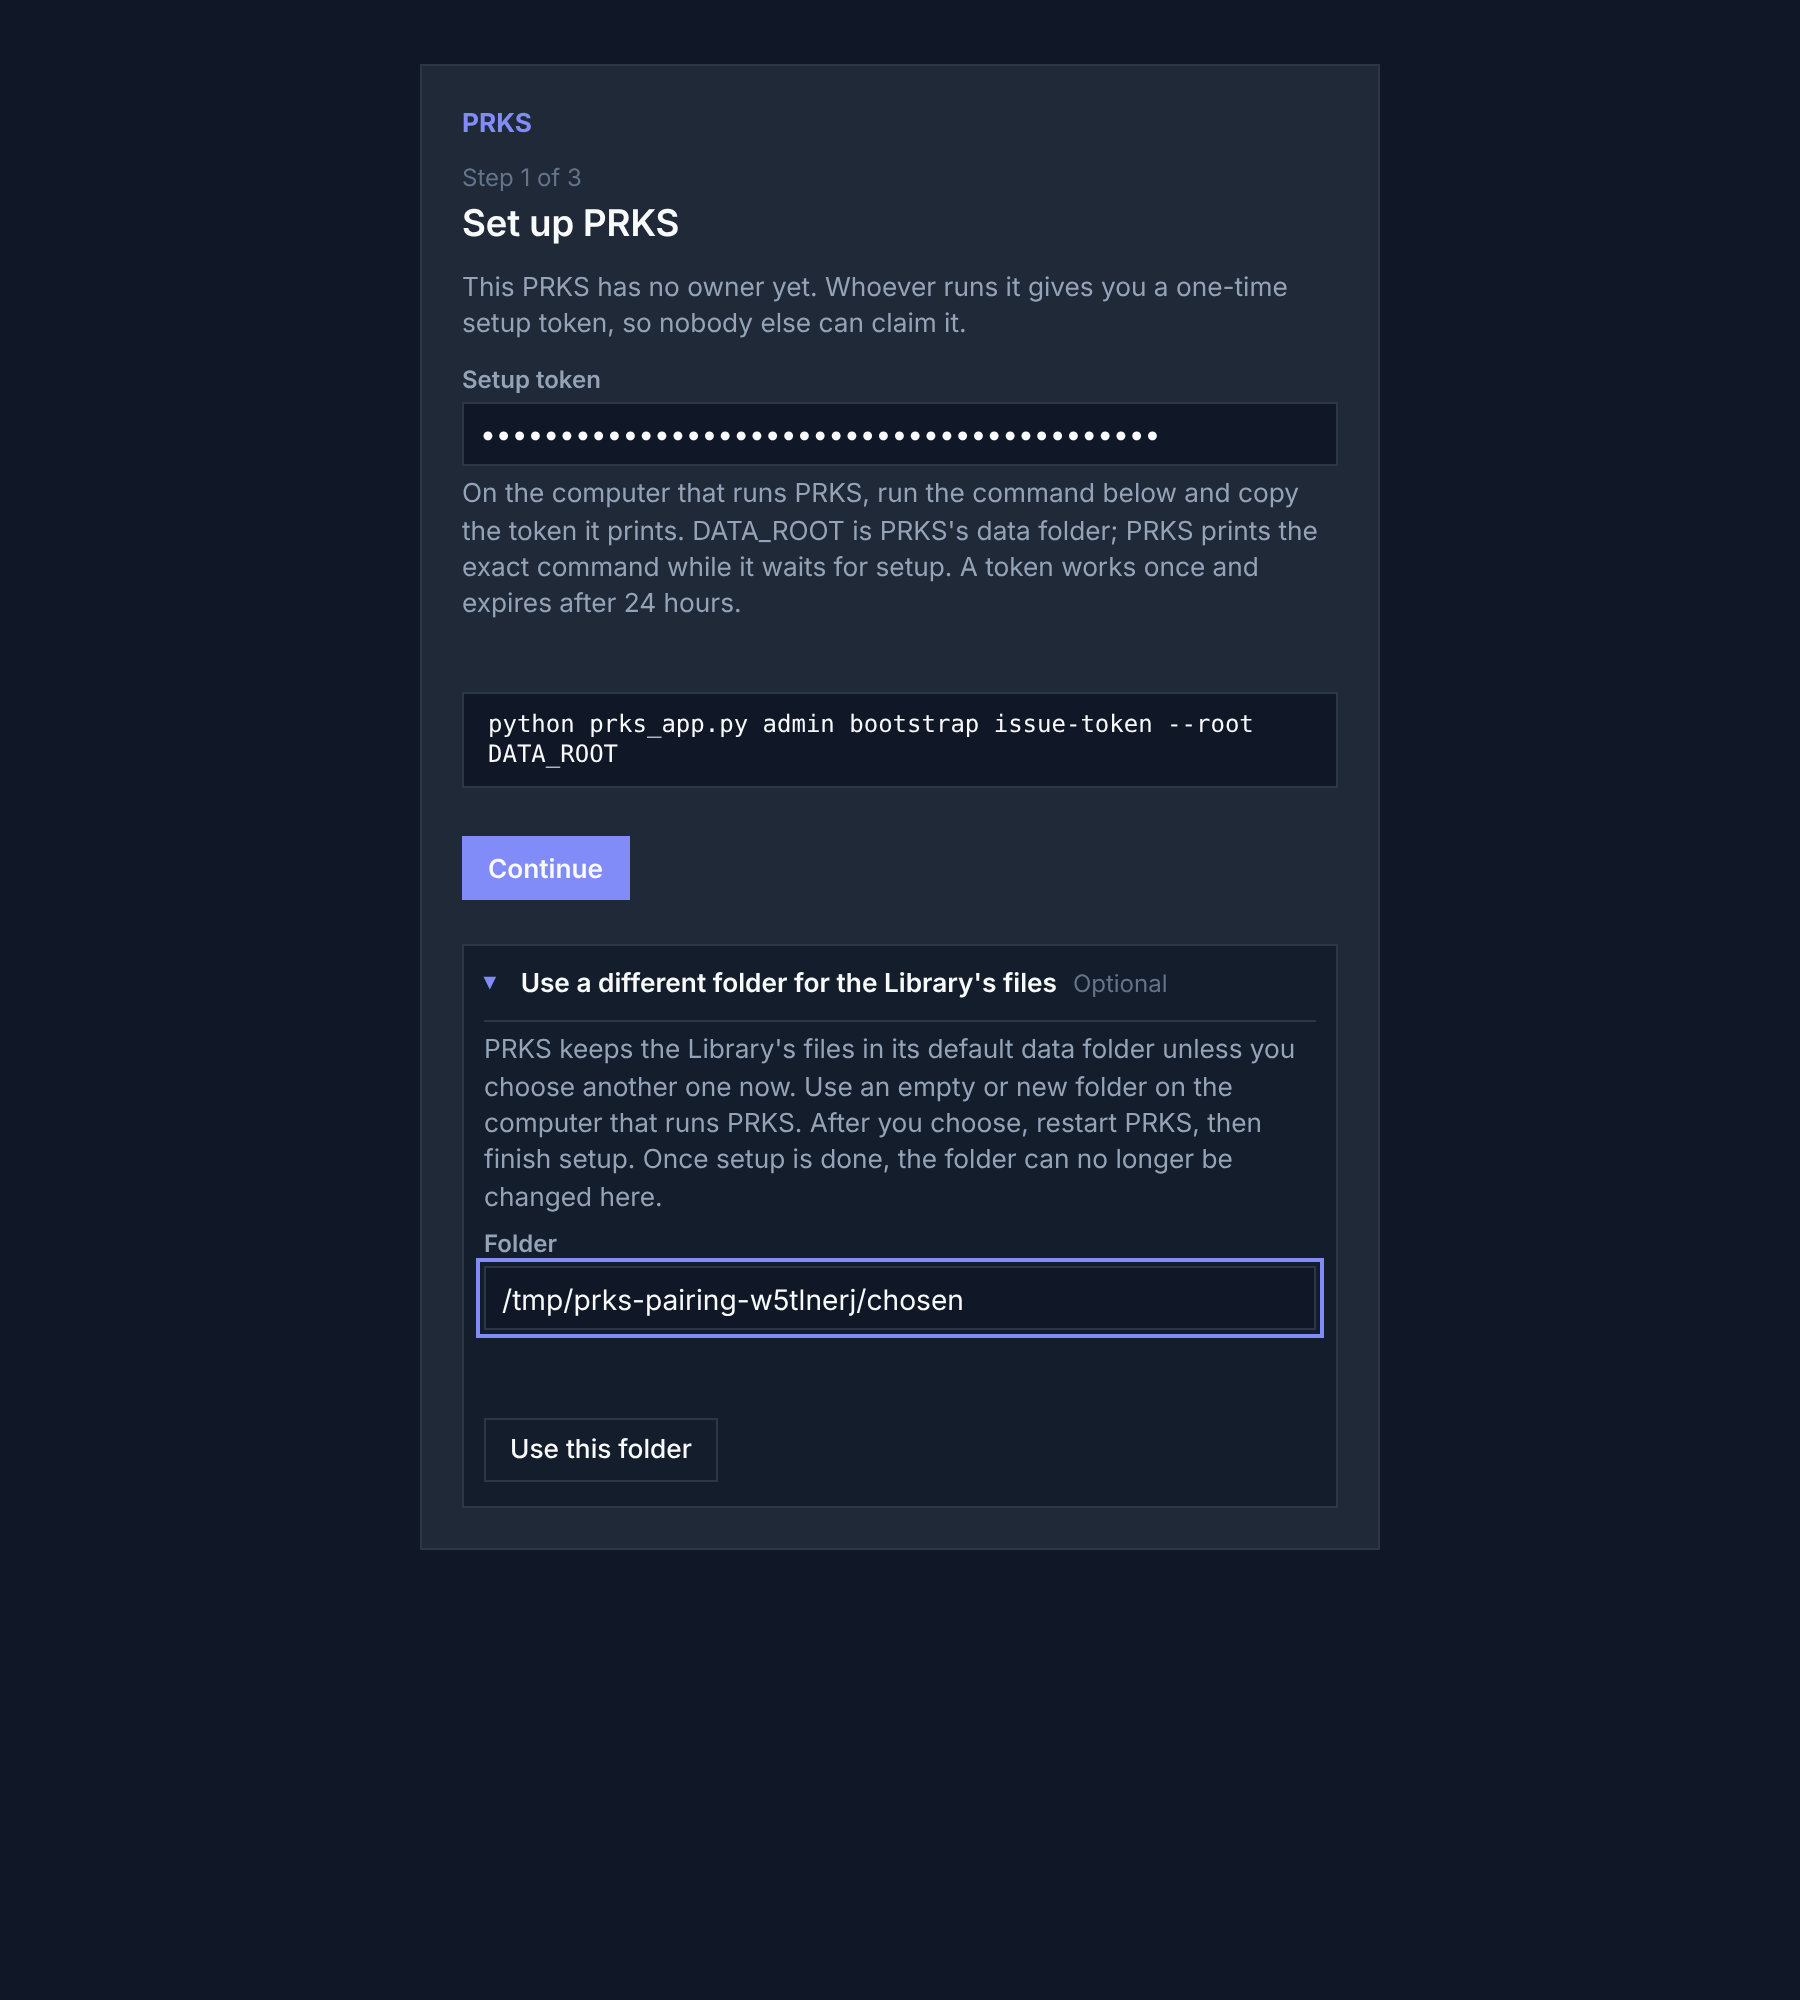 PRKS
Step 1 of 3
Set up PRKS
This PRKS has no owner yet. Whoever runs it gives you a one-time
setup token, so nobody else can claim it.
Setup token
•••••••••••••••••••••••••••••••••••••••••••
On the computer that runs PRKS, run the command below and copy
the token it prints. DATA_ROOT is PRKS's data folder; PRKS prints the
exact command while it waits for setup. A token works once and
expires after 24 hours.
python prks_app.py admin bootstrap issue-token --root
DATA_ROOT
Continue
▼ Use a different folder for the Library's files Optional
PRKS keeps the Library's files in its default data folder unless you
choose another one now. Use an empty or new folder on the
computer that runs PRKS. After you choose, restart PRKS, then
finish setup. Once setup is done, the folder can no longer be
changed here.
Folder
/tmp/prks-pairing-w5tlnerj/chosen
Use this folder